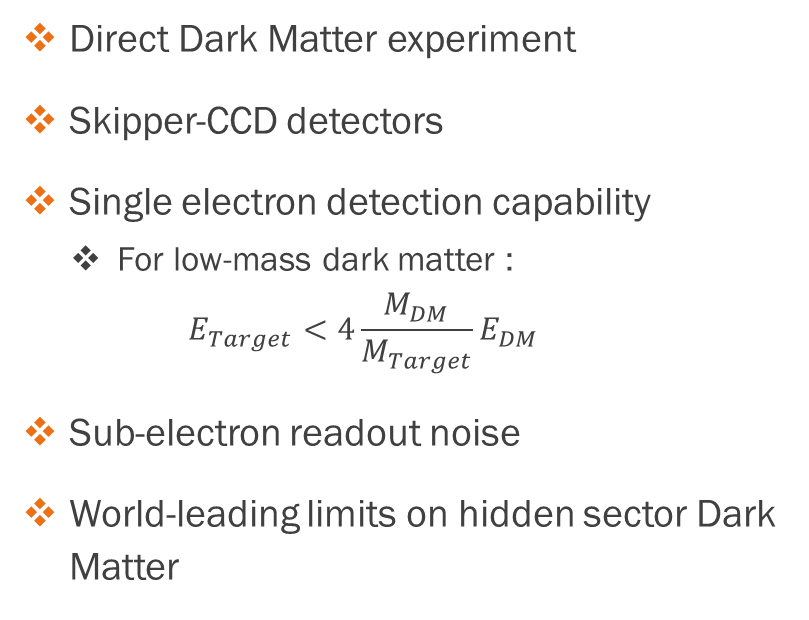 ❖ Direct Dark Matter experiment
❖ Skipper-CCD detectors
❖ Single electron detection capability
❖ For low-mass dark matter :
$E_{Target} < 4 \frac{M_{DM}}{M_{Target}} E_{DM}$
❖ Sub-electron readout noise
❖ World-leading limits on hidden sector Dark
Matter